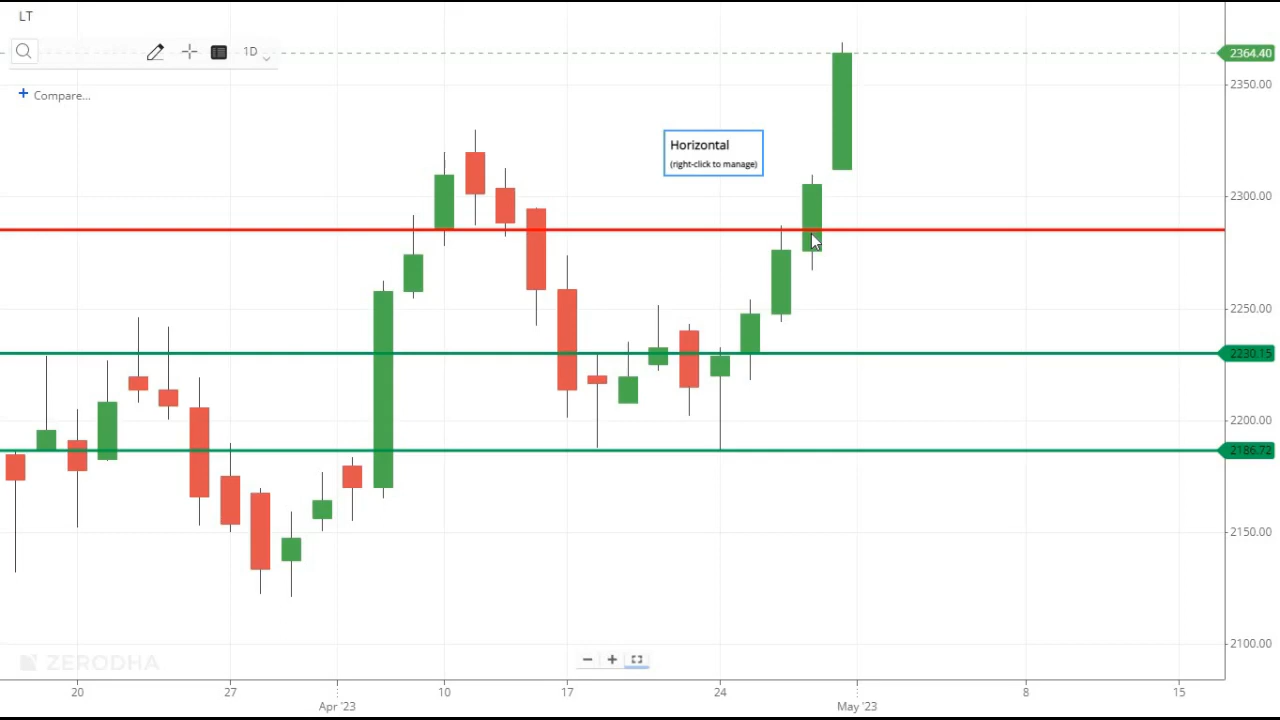 LT
1D
Compare...
2364.40
2350.00
Horizontal
(right-click to manage)
2300.00
2250.00
2230.15
2200.00
2186.72
2150.00
2100.00
ZERODHA
20
27
10
17
24
8
15
Apr '23
May '23